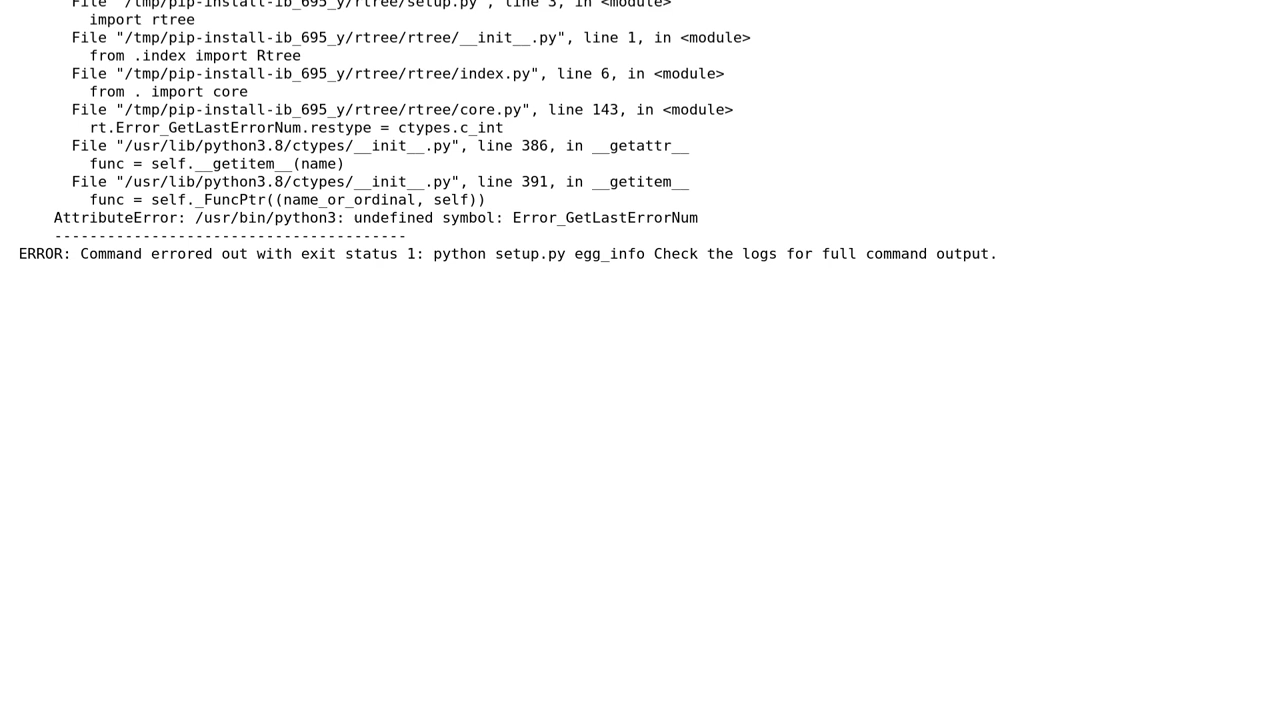 File "/tmp/pip-install-ib_695_y/rtree/setup.py", line 3, in <module>
import rtree
File "/tmp/pip-install-ib_695_y/rtree/rtree/__init__.py", line 1, in <module>
from .index import Rtree
File "/tmp/pip-install-ib_695_y/rtree/rtree/index.py", line 6, in <module>
from . import core
File "/tmp/pip-install-ib_695_y/rtree/rtree/core.py", line 143, in <module>
rt.Error_GetLastErrorNum.restype = ctypes.c_int
File "/usr/lib/python3.8/ctypes/__init__.py", line 386, in __getattr__
func = self.__getitem__(name)
File "/usr/lib/python3.8/ctypes/__init__.py", line 391, in __getitem__
func = self._FuncPtr((name_or_ordinal, self))
AttributeError: /usr/bin/python3: undefined symbol: Error_GetLastErrorNum
----------------------------------------
ERROR: Command errored out with exit status 1: python setup.py egg_info Check the logs for full command output.